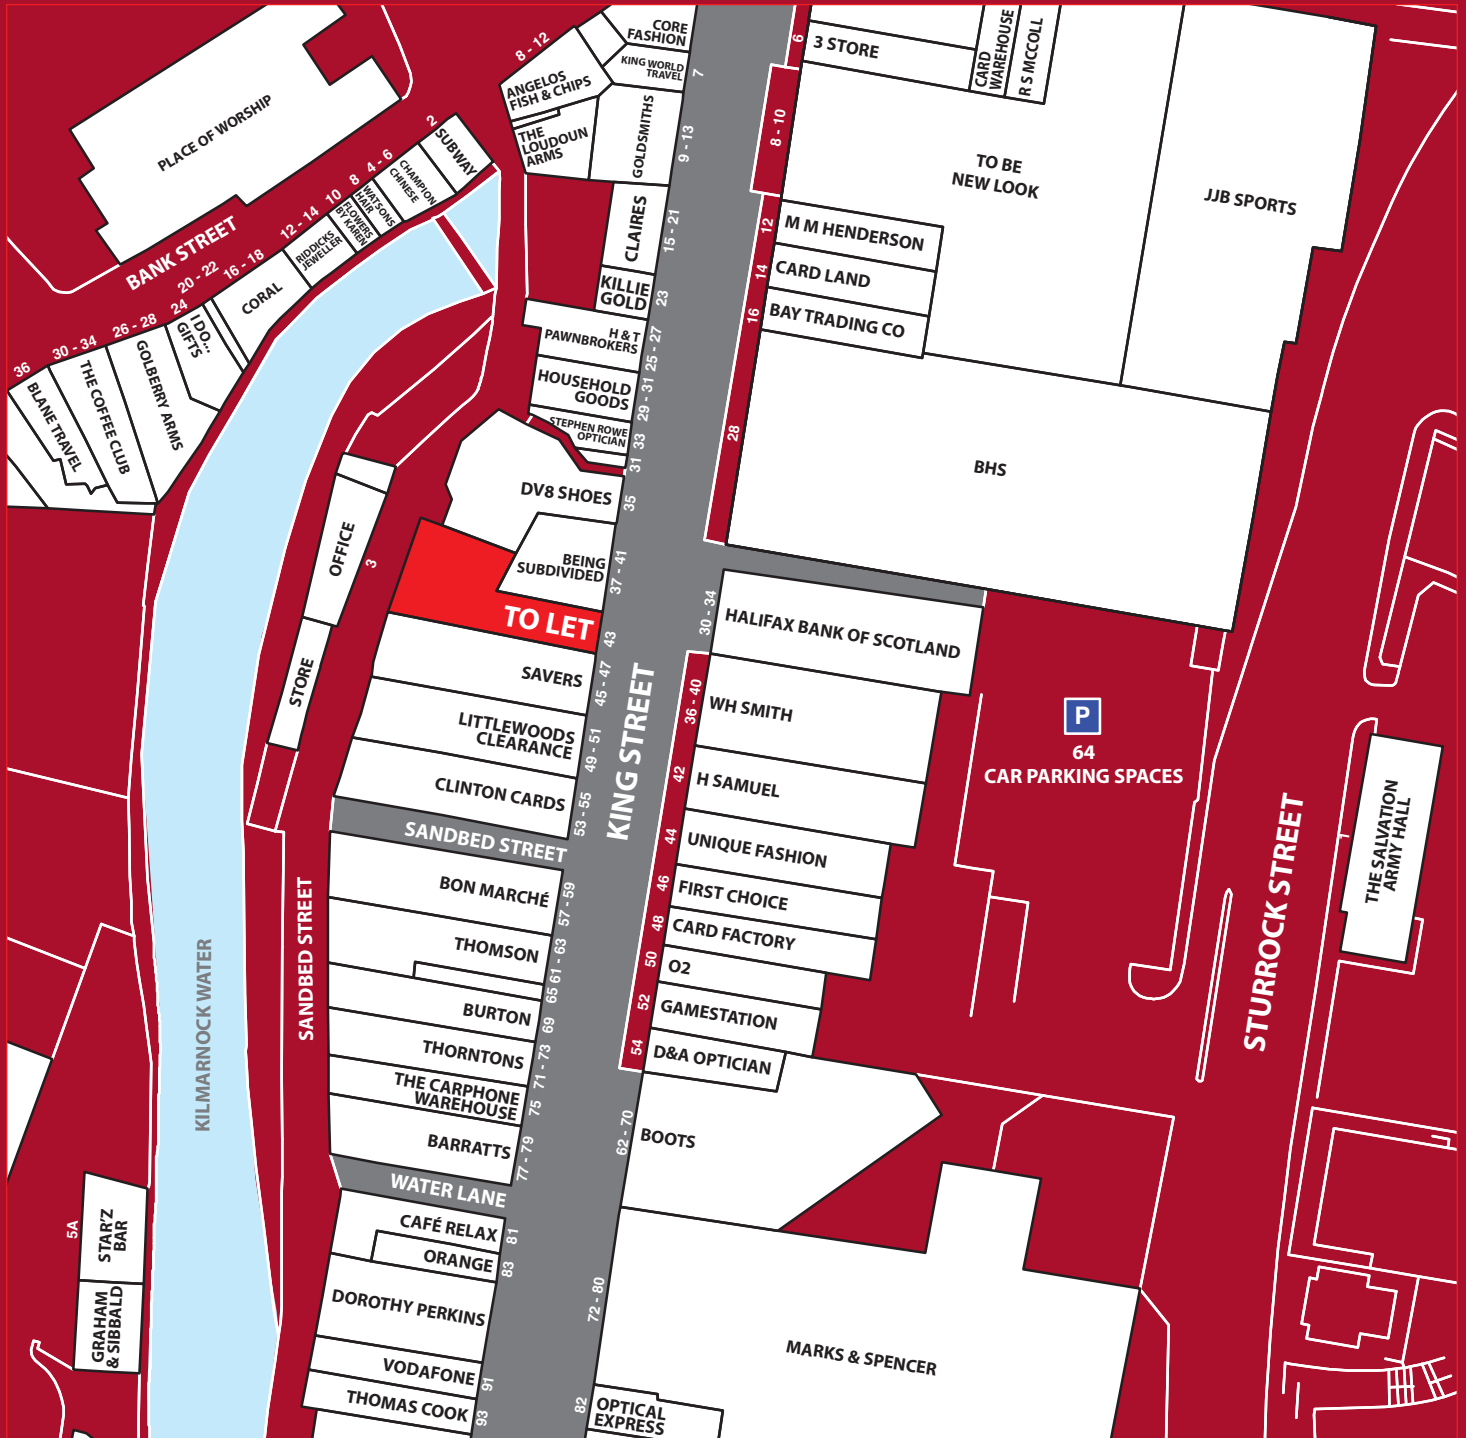 PLACE OF WORSHIP
BANK STREET
2
SUBWAY
4 - 6
CHAMPION
CHINESE
8
WATSONS
HAIR
10
FLOWERS
BY KAREN
12 - 14
RIDDICKS
JEWELLER
16 - 18
CORAL
20 - 22
24
I DO...
GIFTS
26 - 28
GOLBERRY ARMS
30 - 34
THE COFFEE CLUB
36
BLANE TRAVEL
8 - 12
ANGELOS
FISH & CHIPS
THE
LOUDOUN
ARMS
CORE
FASHION
KING WORLD
TRAVEL
7
GOLDSMITHS
9 - 13
CLAIRES
15 - 21
KILLIE
GOLD
23
H & T
PAWNBROKERS
25 - 27
HOUSEHOLD
GOODS
29 - 31
STEPHEN ROWE
OPTICIAN
33
31
DV8 SHOES
35
BEING
SUBDIVIDED
37 - 41
TO LET
43
SAVERS
45 - 47
LITTLEWOODS
CLEARANCE
49 - 51
CLINTON CARDS
53 - 55
SANDBED STREET
BON MARCHÉ
57 - 59
THOMSON
61 - 63
65
BURTON
69
THORNTONS
71 - 73
THE CARPHONE
WAREHOUSE
75
BARRATTS
77 - 79
WATER LANE
CAFÉ RELAX
81
ORANGE
83
DOROTHY PERKINS
VODAFONE
91
THOMAS COOK
93
OFFICE
3
STORE
SANDBED STREET
KILMARNOCK WATER
5A
STAR'Z
BAR
GRAHAM
& SIBBALD
KING STREET
6
3 STORE
CARD
WAREHOUSE
R S MCCOLL
8 - 10
TO BE
NEW LOOK
JJB SPORTS
12
M M HENDERSON
14
CARD LAND
16
BAY TRADING CO
28
BHS
30 - 34
HALIFAX BANK OF SCOTLAND
36 - 40
WH SMITH
42
H SAMUEL
44
UNIQUE FASHION
46
FIRST CHOICE
48
CARD FACTORY
50
O2
52
GAMESTATION
54
D&A OPTICIAN
62 - 70
BOOTS
72 - 80
MARKS & SPENCER
82
OPTICAL
EXPRESS
P
64
CAR PARKING SPACES
STURROCK STREET
THE SALVATION
ARMY HALL